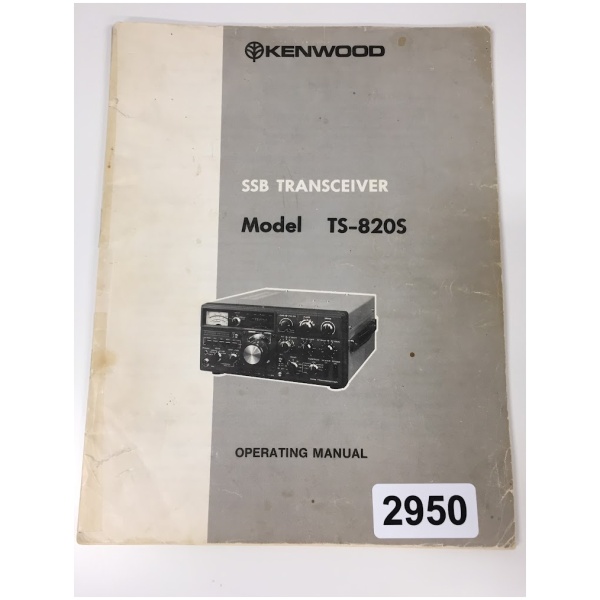 KENWOOD
SSB TRANSCEIVER
Model TS-820S
OPERATING MANUAL
2950